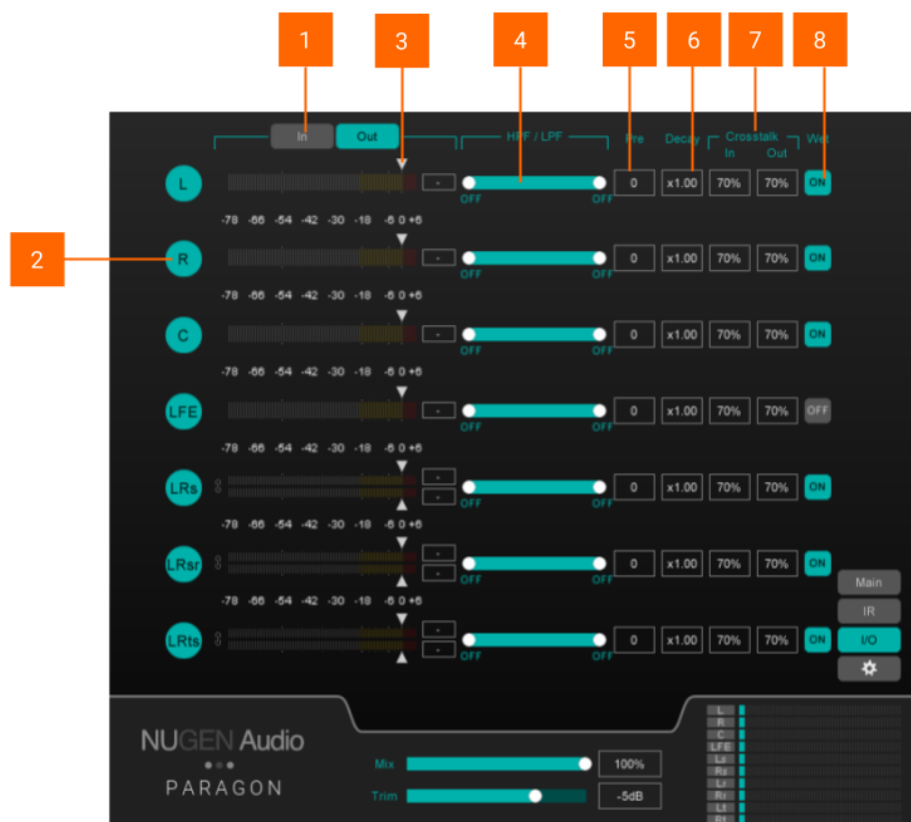 1 3 4 5 6 7 8
In Out HPF / LPF Pre Decay Crosstalk Wet
In Out
L - 0 x1.00 70% 70% ON
OFF OFF
-78 -66 -54 -42 -30 -18 -6 0 +6
2 R - 0 x1.00 70% 70% ON
OFF OFF
-78 -66 -54 -42 -30 -18 -6 0 +6
C - 0 x1.00 70% 70% ON
OFF OFF
-78 -66 -54 -42 -30 -18 -6 0 +6
LFE - 0 x1.00 70% 70% OFF
OFF OFF
-78 -66 -54 -42 -30 -18 -6 0 +6
LRs - - 0 x1.00 70% 70% ON
OFF OFF
-78 -66 -54 -42 -30 -18 -6 0 +6
LRsr - - 0 x1.00 70% 70% ON
OFF OFF
Main
-78 -66 -54 -42 -30 -18 -6 0 +6
IR
LRts - - 0 x1.00 70% 70% ON
I/O
OFF OFF
L
R
C
NUGEN Audio
LFE
Ls
Mix 100%
Rs
Lr
PARAGON
Rr
Trim -5dB
Lt
Rt